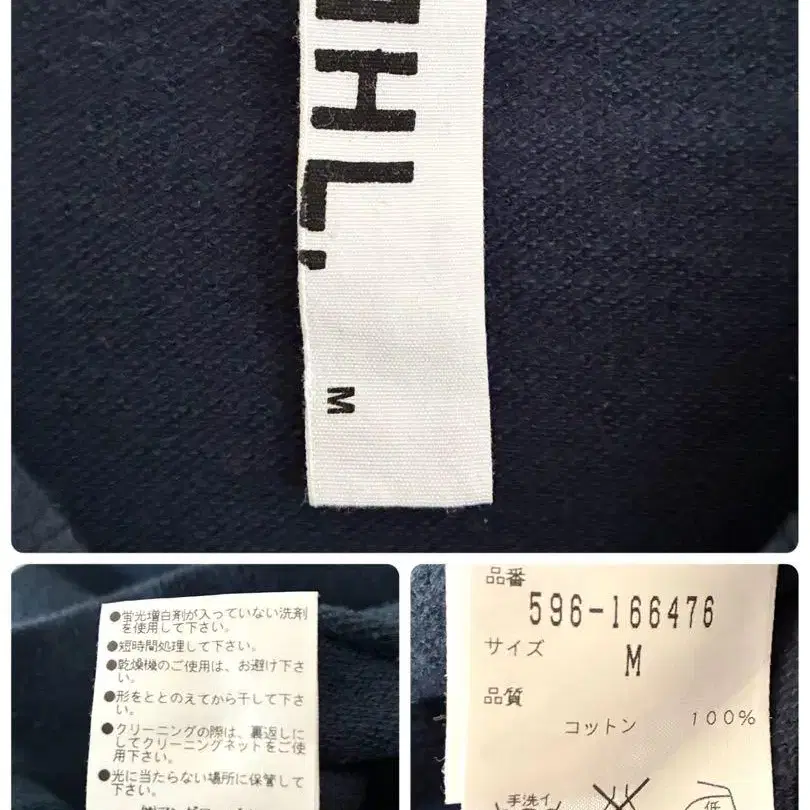 HL.
M
●蛍光増白剤が入っていない洗剤
を使用して下さい。
●短時間処理して下さい。
●乾燥機のご使用は、お避け下さ
い。
●形をととのえてから干して下さ
い。
●クリーニングの際は、裏返しに
してクリーニングネットをご使
用下さい。
●光に当たらない場所に保管して
下さい。
品番
596-166476
サイズ
M
品質
コットン 100%
手洗イ
低